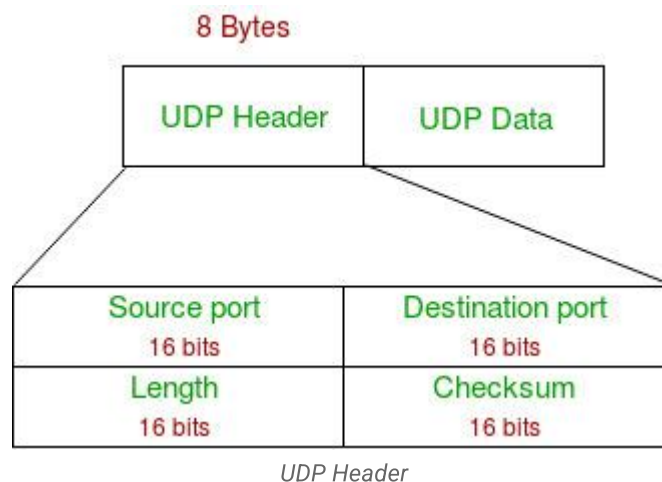 8 Bytes
UDP Header UDP Data
Source port Destination port
16 bits 16 bits
Length Checksum
16 bits 16 bits
UDP Header